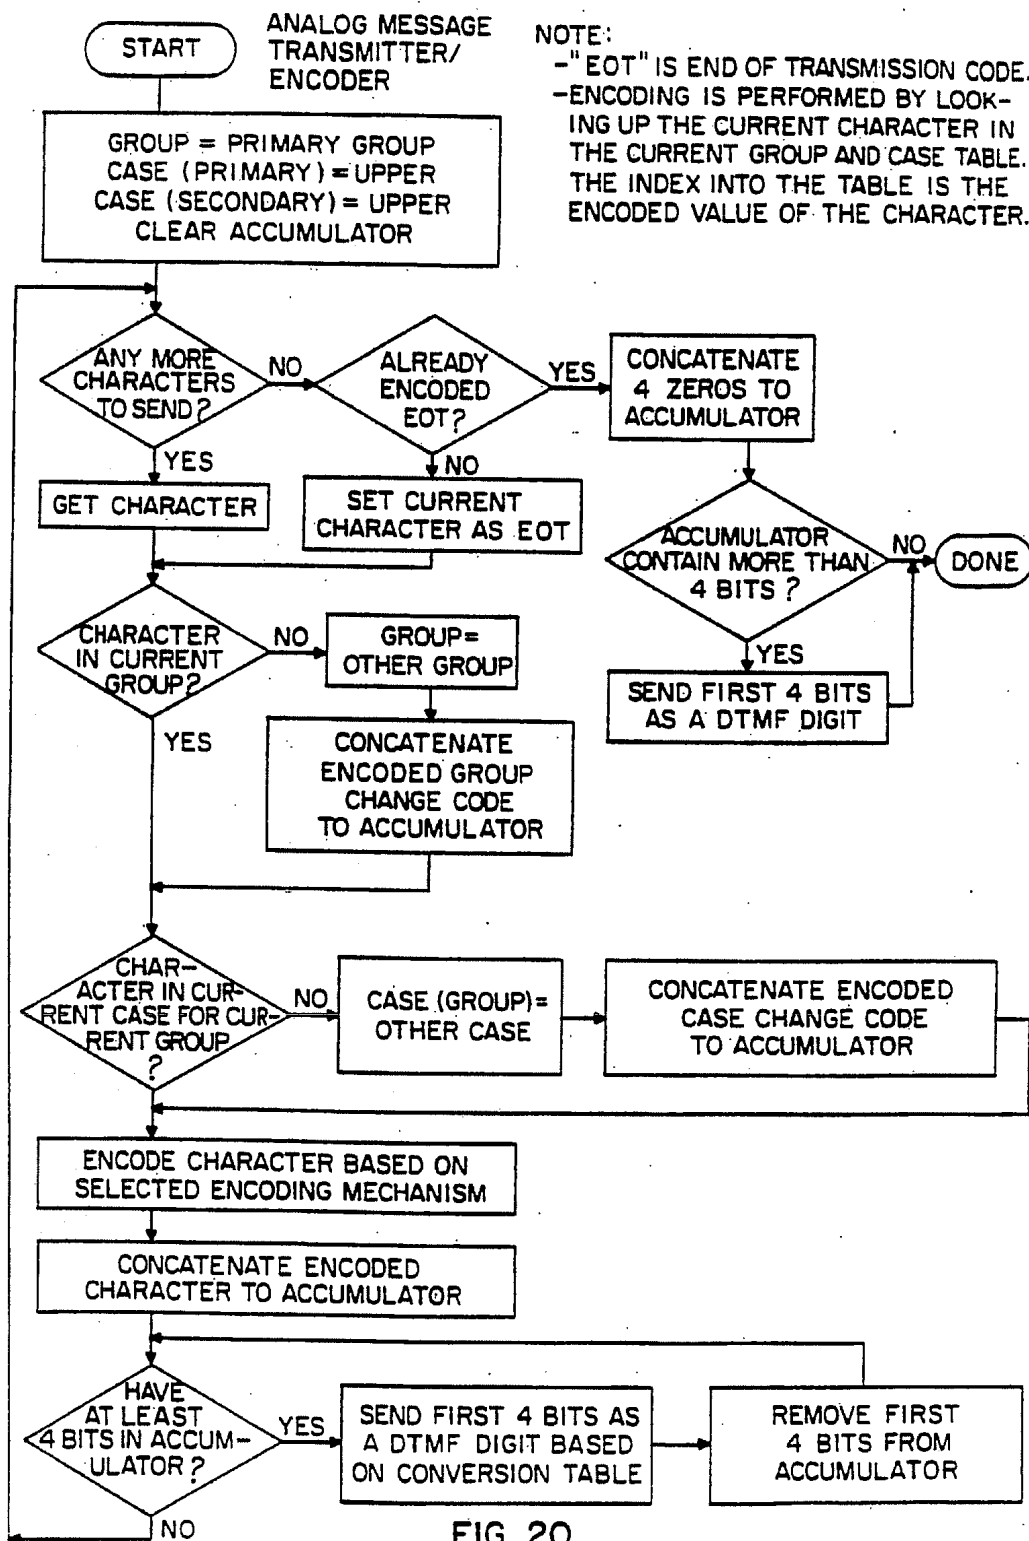 START
ANALOG MESSAGE
TRANSMITTER/
ENCODER
NOTE:
-"EOT" IS END OF TRANSMISSION CODE.
-ENCODING IS PERFORMED BY LOOK-
ING UP THE CURRENT CHARACTER IN
THE CURRENT GROUP AND CASE TABLE.
THE INDEX INTO THE TABLE IS THE
ENCODED VALUE OF THE CHARACTER.
GROUP = PRIMARY GROUP
CASE (PRIMARY) = UPPER
CASE (SECONDARY) = UPPER
CLEAR ACCUMULATOR
ANY MORE
CHARACTERS
TO SEND?
NO
YES
ALREADY
ENCODED
EOT?
YES
NO
CONCATENATE
4 ZEROS TO
ACCUMULATOR
GET CHARACTER
SET CURRENT
CHARACTER AS EOT
ACCUMULATOR
CONTAIN MORE THAN
4 BITS ?
NO
YES
DONE
SEND FIRST 4 BITS
AS A DTMF DIGIT
CHARACTER
IN CURRENT
GROUP?
NO
YES
GROUP=
OTHER GROUP
CONCATENATE
ENCODED GROUP
CHANGE CODE
TO ACCUMULATOR
CHAR-
ACTER IN CUR-
RENT CASE FOR CUR-
RENT GROUP
?
NO
CASE (GROUP)=
OTHER CASE
CONCATENATE ENCODED
CASE CHANGE CODE
TO ACCUMULATOR
ENCODE CHARACTER BASED ON
SELECTED ENCODING MECHANISM
CONCATENATE ENCODED
CHARACTER TO ACCUMULATOR
HAVE
AT LEAST
4 BITS IN ACCUM-
ULATOR?
YES
NO
SEND FIRST 4 BITS AS
A DTMF DIGIT BASED
ON CONVERSION TABLE
REMOVE FIRST
4 BITS FROM
ACCUMULATOR
FIG. 20